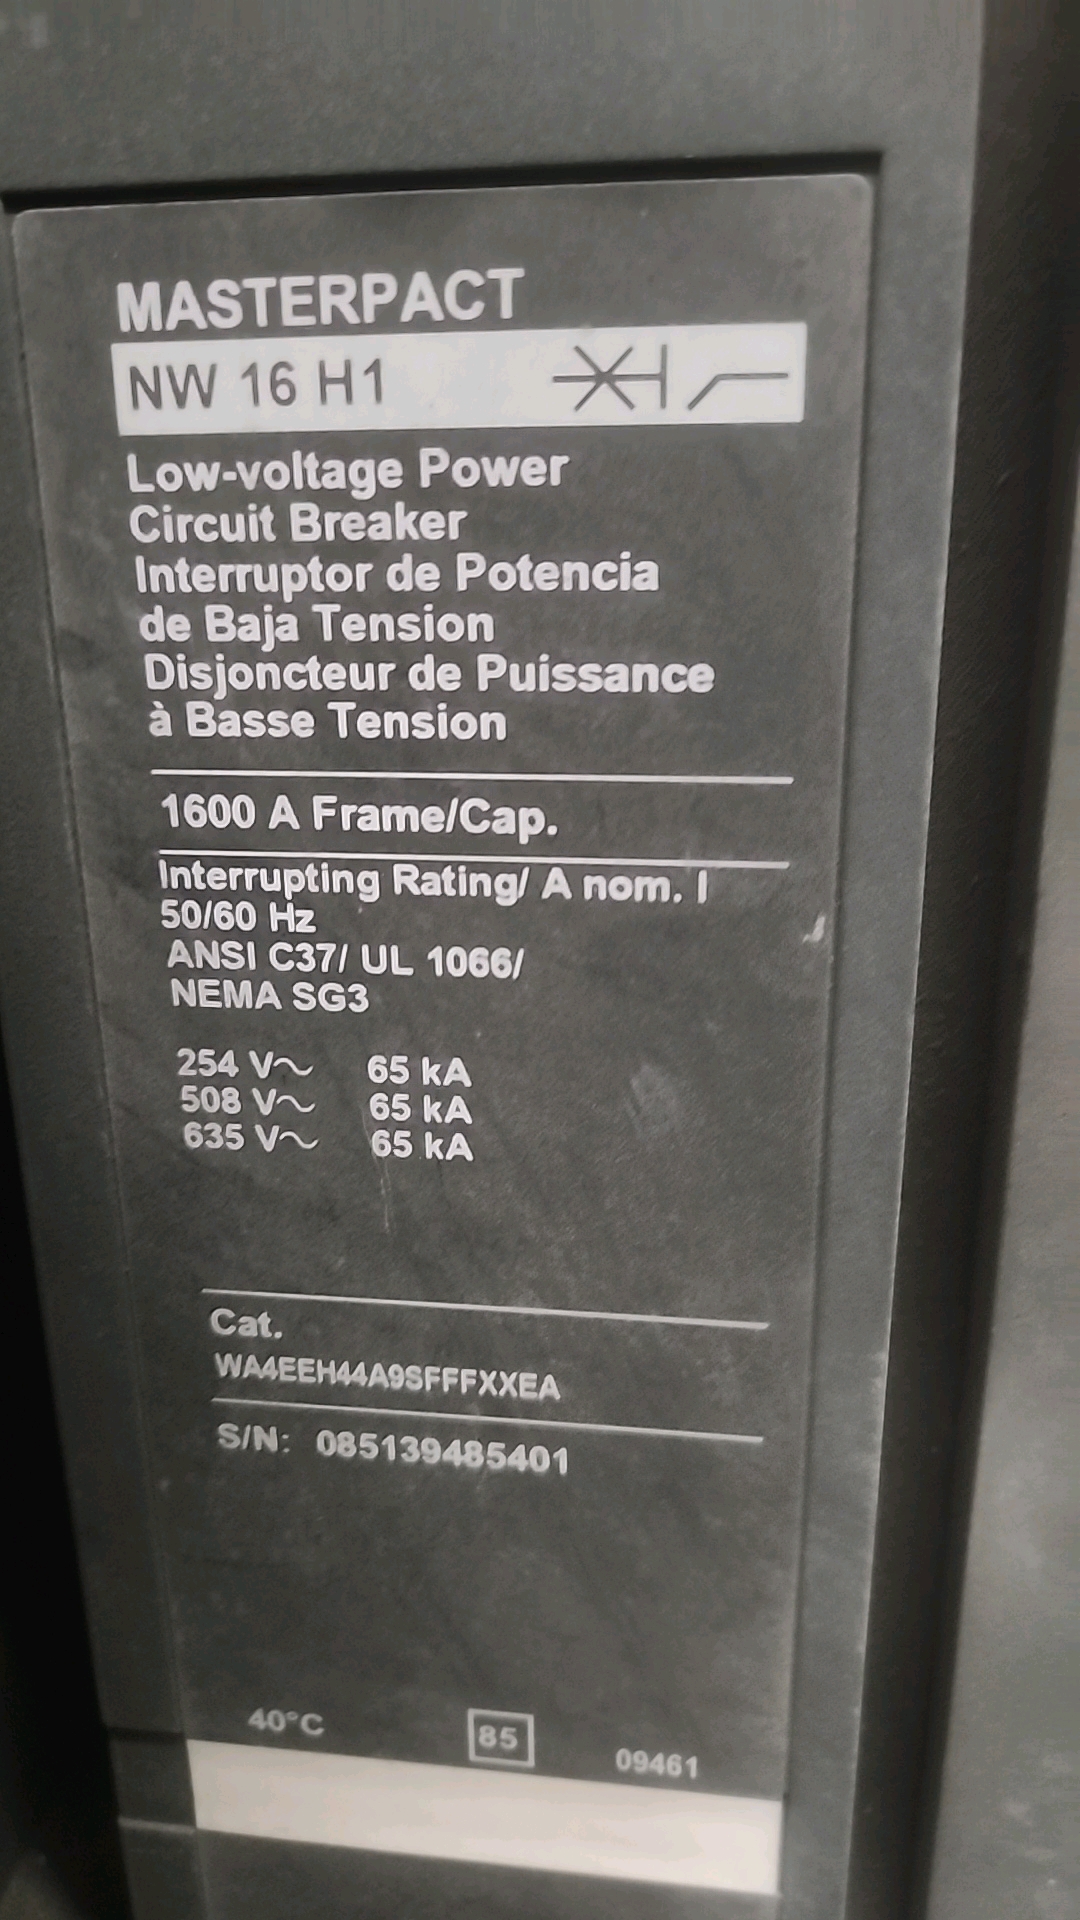 MASTERPACT
NW 16 H1
Low-voltage Power
Circuit Breaker
Interruptor de Potencia
de Baja Tension
Disjoncteur de Puissance
à Basse Tension
1600 A Frame/Cap.
Interrupting Rating/ A nom. I
50/60 Hz
ANSI C37/ UL 1066/
NEMA SG3
254 V~ 65 kA
508 V~ 65 kA
635 V~ 65 kA
Cat.
WA4EEH44A9SFFFXXEA
S/N: 085139485401
40°C 85 09461